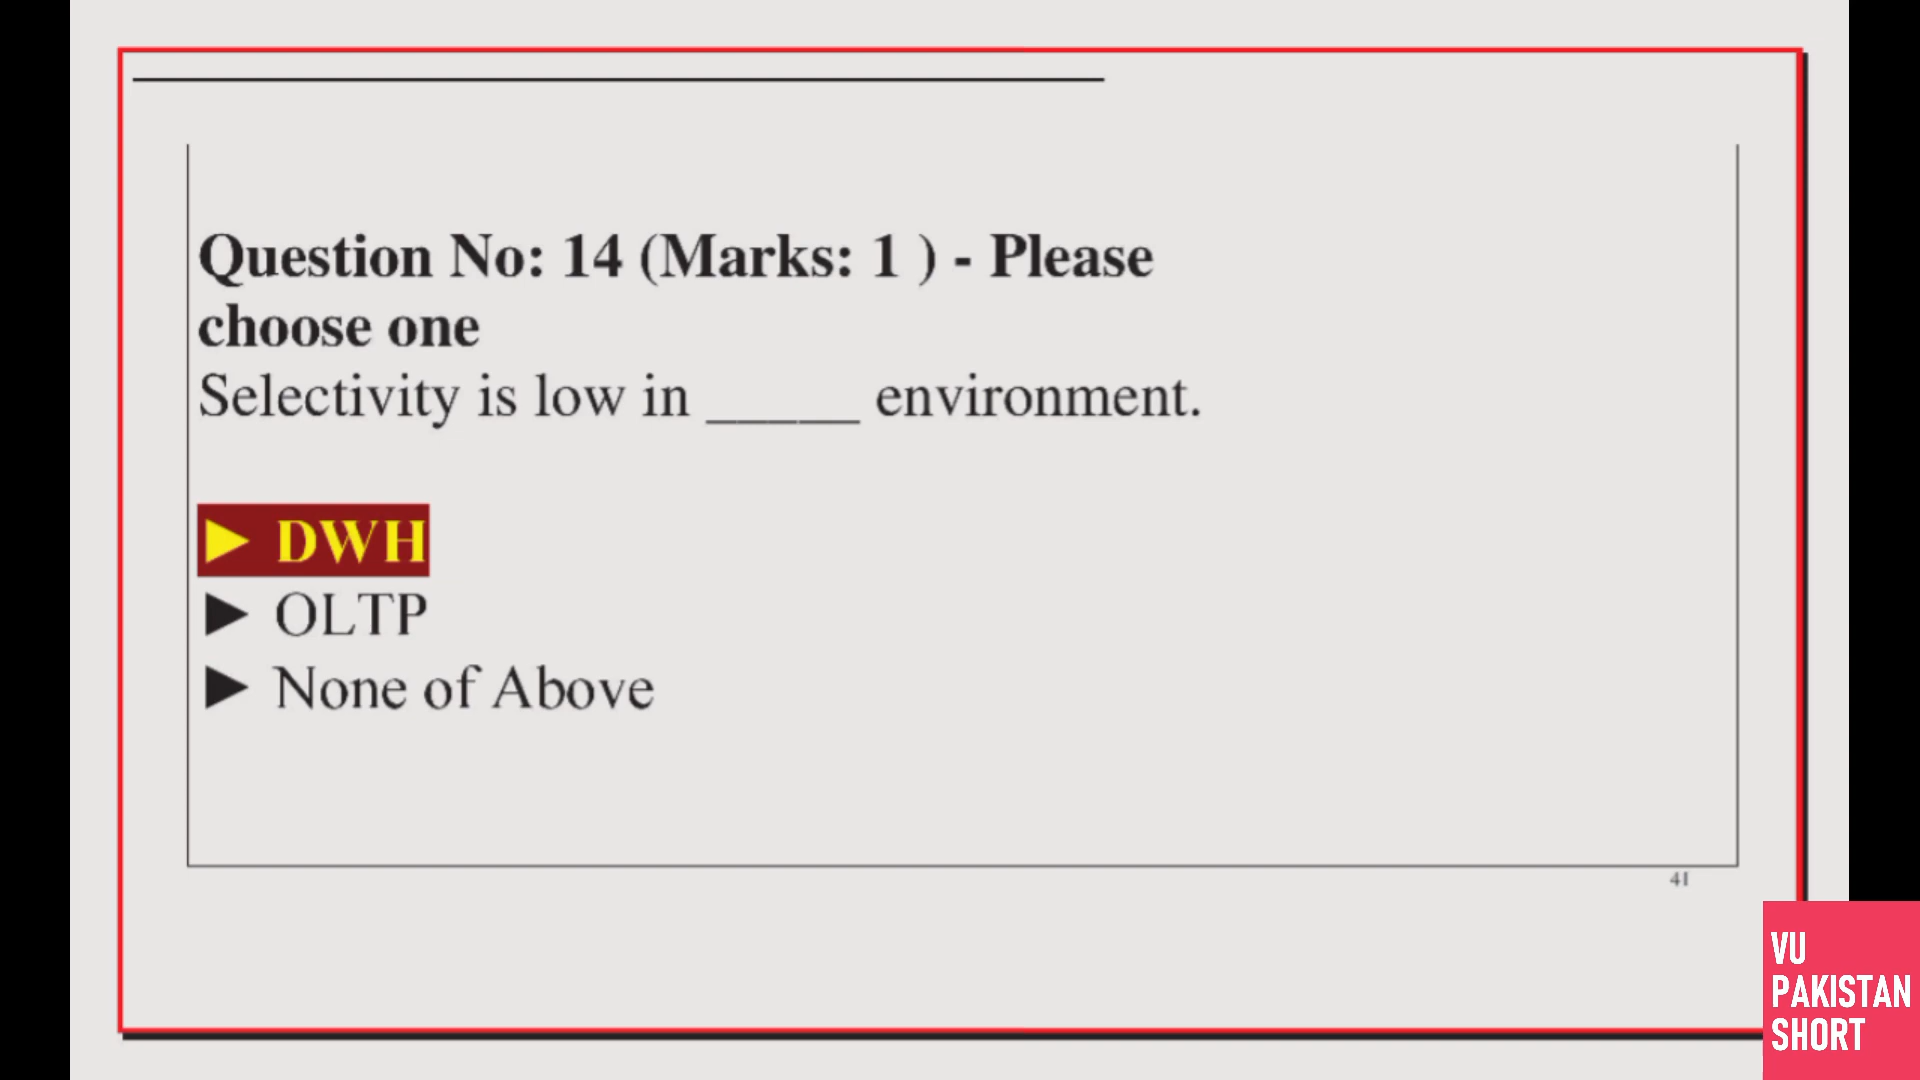 Question No: 14 (Marks: 1 ) - Please
choose one
Selectivity is low in _____ environment.
► DWH
► OLTP
► None of Above
41
VU
PAKISTAN
SHORT